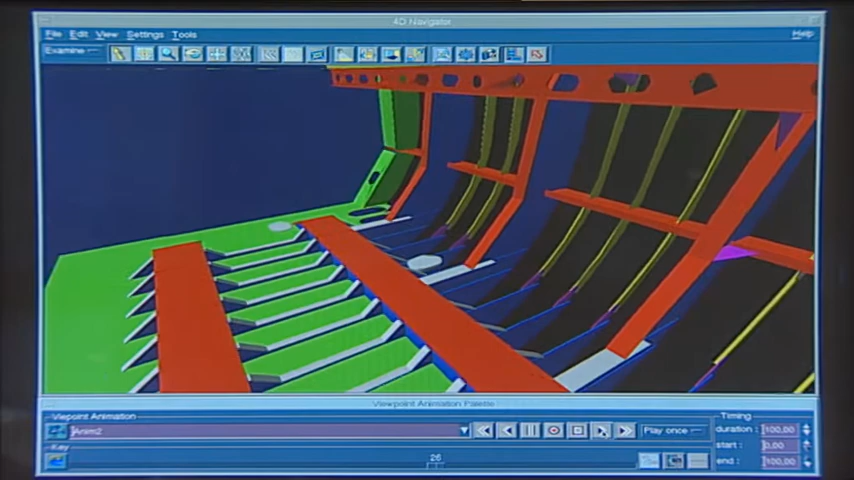 4D Navigator
File Edit View Settings Tools Help
Examine
Viewpoint Animation Palette
Viepoint Animation
Anim2
Play once
Timing
duration : 100,00
start : 0,00
end : 100,00
Key
26